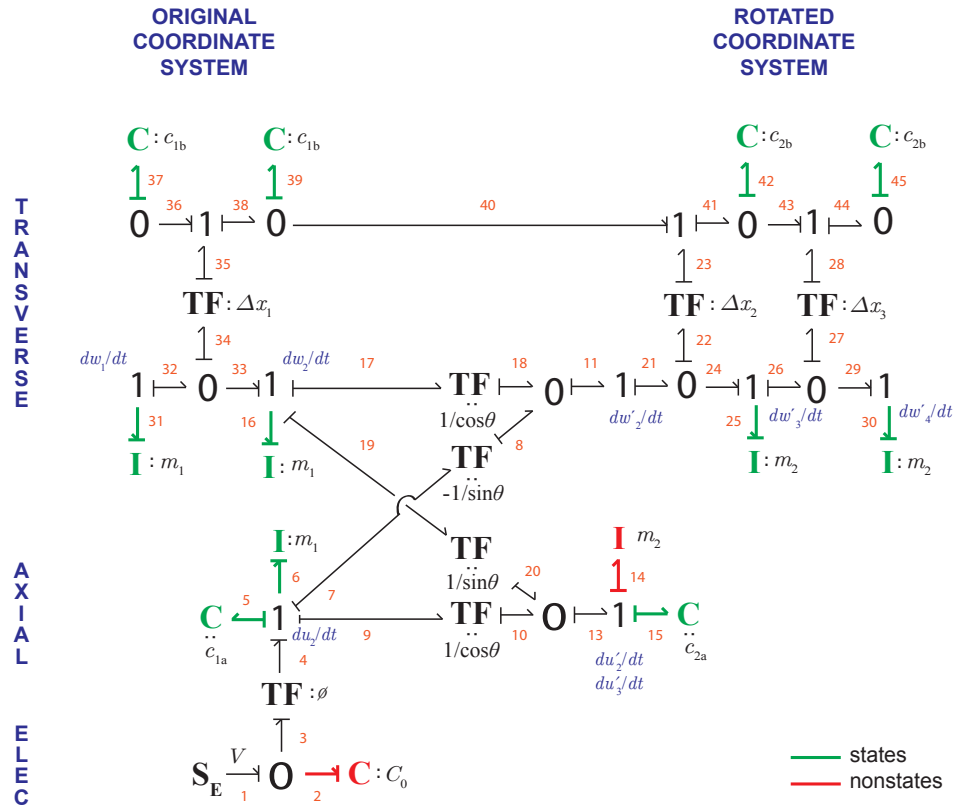 ORIGINAL COORDINATE SYSTEM
ROTATED COORDINATE SYSTEM
TRANSVERSE
AXIAL
ELEC
C : c₁b
C : c₁b
C : c₂b
C : c₂b
37
39
42
45
0 36 1 38 0 40 1 41 0 43 1 44 0
35
23
28
TF : Δx₁
TF : Δx₂
TF : Δx₃
34
22
27
dw₁/dt
dw₂/dt
1 32 0 33 1 17 TF 18 0 11 1 21 0 24 1 26 0 29 1
1/cosθ
dw´₂/dt
dw´₃/dt
dw´₄/dt
31
16
19
8
25
30
I : m₁
I : m₁
TF
-1/sinθ
I : m₂
I : m₂
I : m₁
TF
1/sinθ
I m₂
6
20
14
C 5 1 7
du₂/dt
9 TF 10 0 13 1 15 C
c₁a
1/cosθ
c₂a
4
du´₂/dt
du´₃/dt
TF : ø
3
V
S_E 1 0 2 C : C₀
states
nonstates